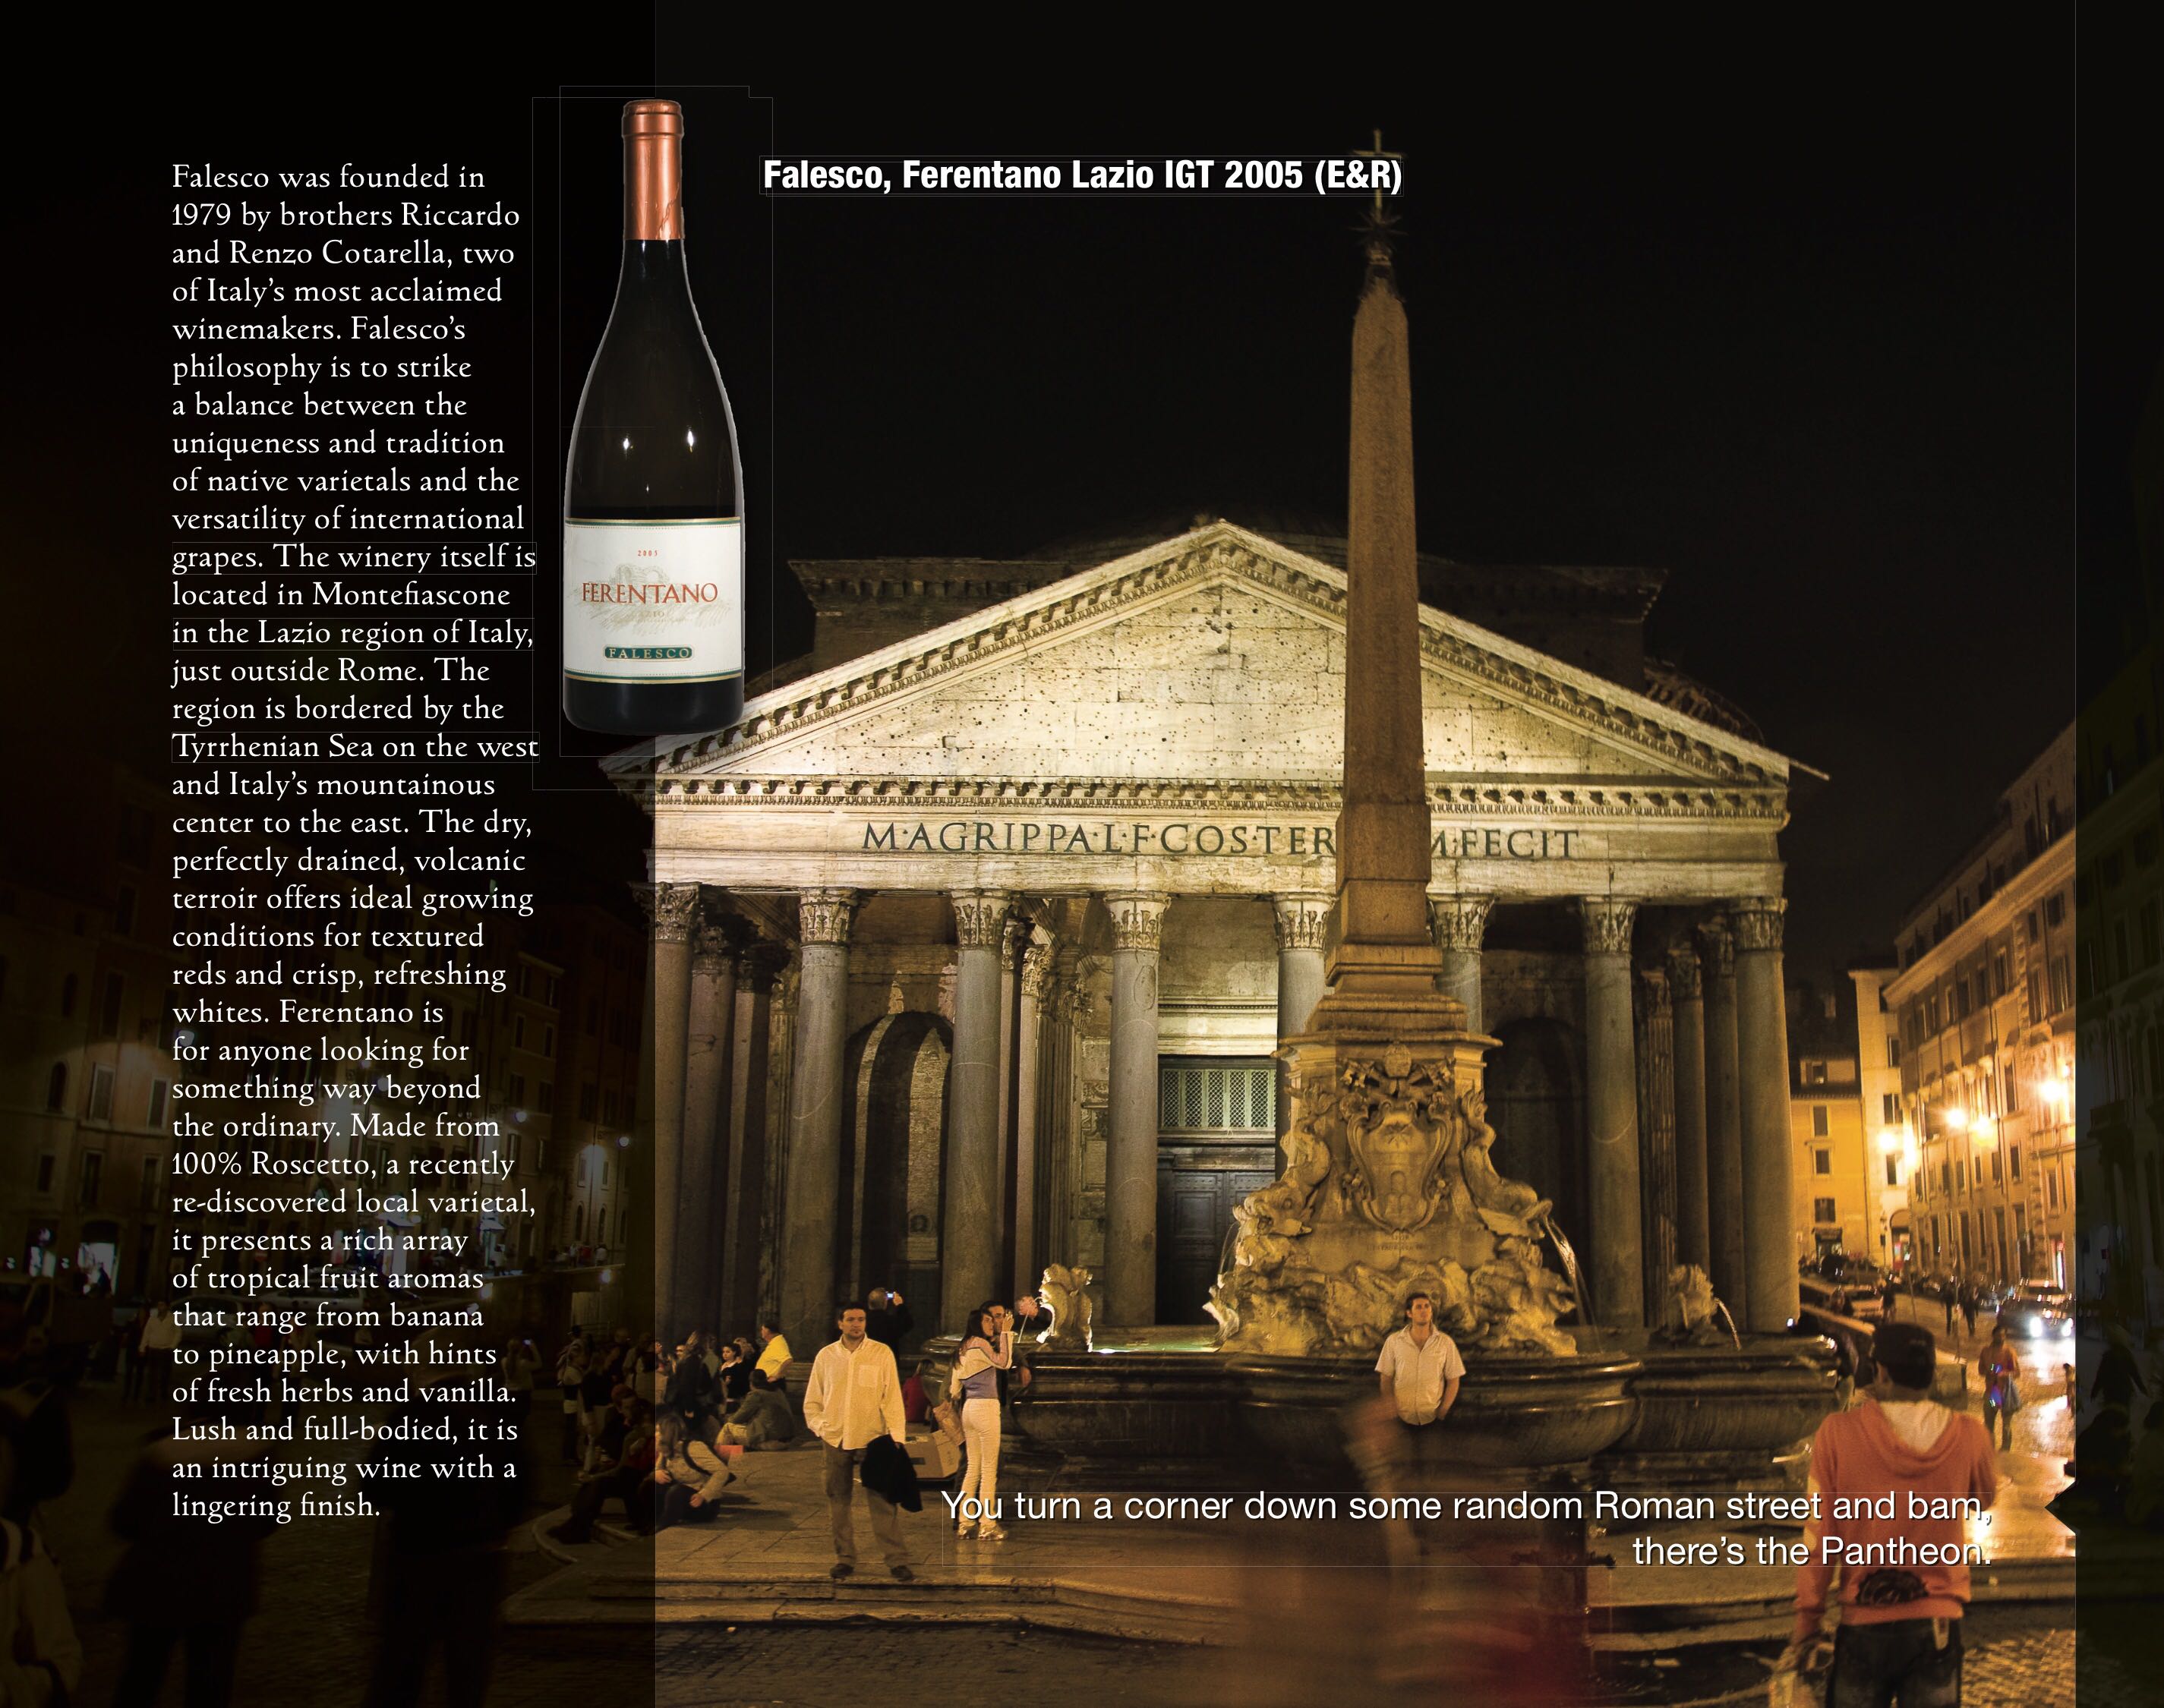 Falesco was founded in
1979 by brothers Riccardo
and Renzo Cotarella, two
of Italy’s most acclaimed
winemakers. Falesco’s
philosophy is to strike
a balance between the
uniqueness and tradition
of native varietals and the
versatility of international
grapes. The winery itself is
located in Montefiascone
in the Lazio region of Italy,
just outside Rome. The
region is bordered by the
Tyrrhenian Sea on the west
and Italy’s mountainous
center to the east. The dry,
perfectly drained, volcanic
terroir offers ideal growing
conditions for textured
reds and crisp, refreshing
whites. Ferentano is
for anyone looking for
something way beyond
the ordinary. Made from
100% Roscetto, a recently
re-discovered local varietal,
it presents a rich array
of tropical fruit aromas
that range from banana
to pineapple, with hints
of fresh herbs and vanilla.
Lush and full-bodied, it is
an intriguing wine with a
lingering finish.
2005
FERENTANO
LAZIO
FALESCO
Falesco, Ferentano Lazio IGT 2005 (E&R)
M·AGRIPPA·L·F·COS·TER M·FECIT
You turn a corner down some random Roman street and bam,
there’s the Pantheon.